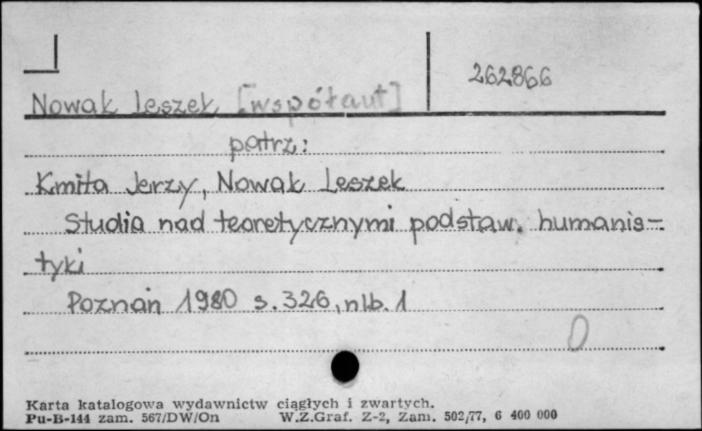 262866
Nowak Leszek [współaut]
patrz:
Kmita Jerzy, Nowak Leszek
Studia nad teoretycznymi podstaw. humanis-
tyki
Poznań 1980 s. 326, nlb. 1
0
Karta katalogowa wydawnictw ciągłych i zwartych.
Pu-B-144 zam. 567/DW/On W.Z.Graf. Z-2, Zam. 502/77, 6 400 000